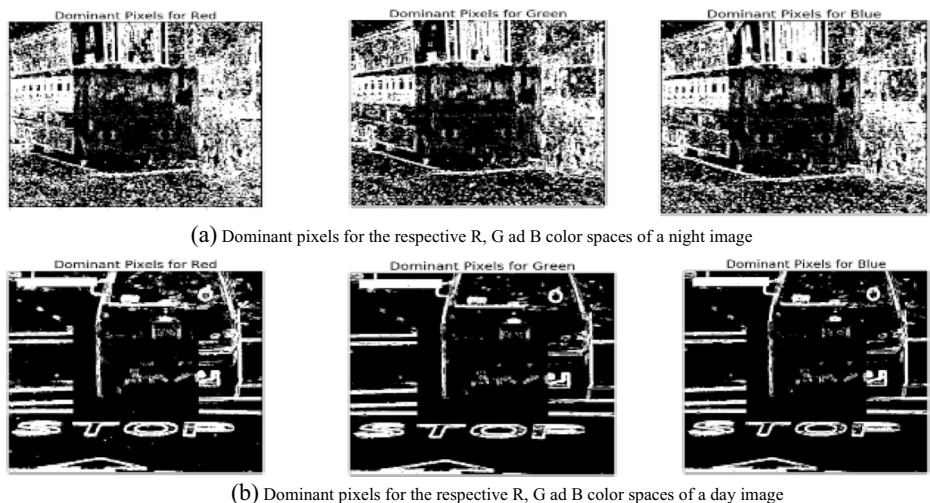 Dominant Pixels for Red Dominant Pixels for Green Dominant Pixels for Blue
(a) Dominant pixels for the respective R, G ad B color spaces of a night image
Dominant Pixels for Red Dominant Pixels for Green Dominant Pixels for Blue
STOP STOP STOP
(b) Dominant pixels for the respective R, G ad B color spaces of a day image